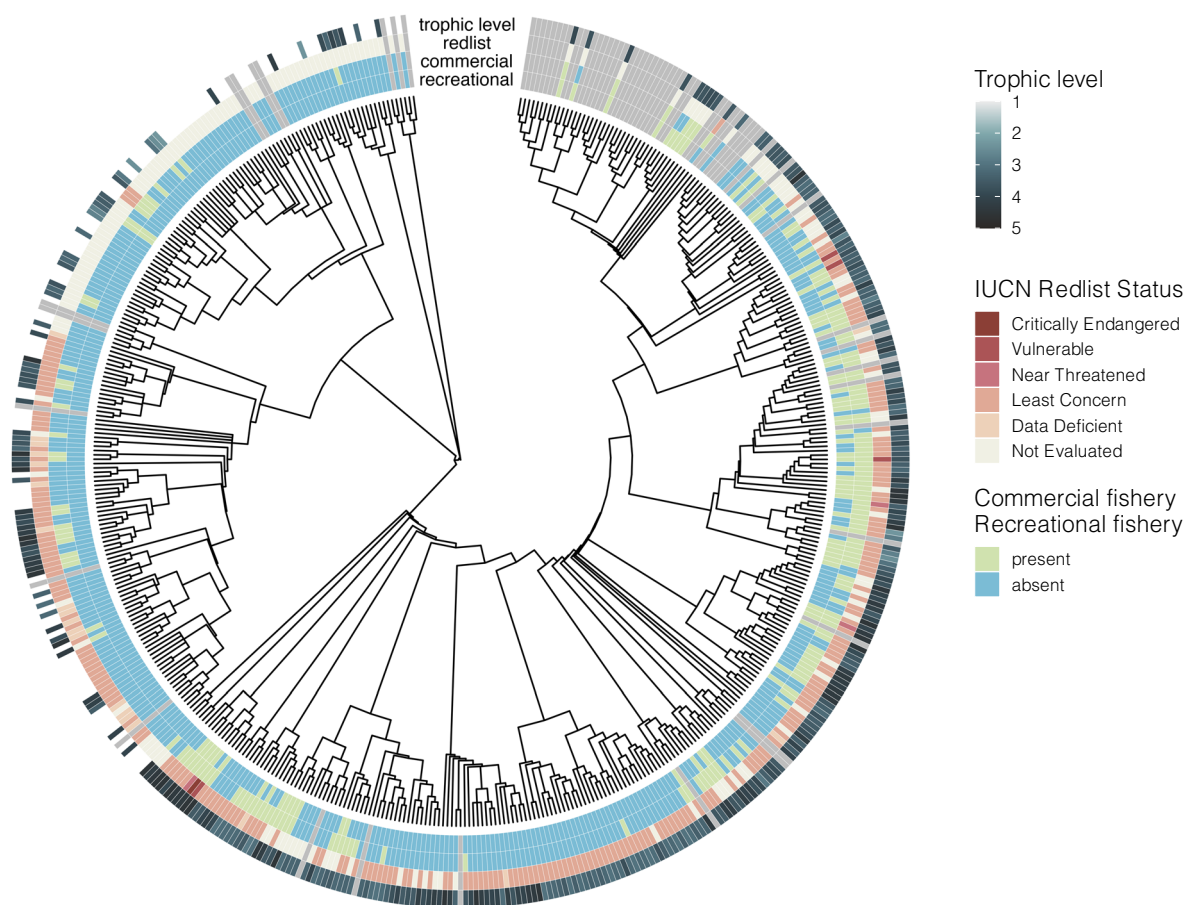 trophic level
redlist
commercial
recreational
Trophic level
1
2
3
4
5
IUCN Redlist Status
Critically Endangered
Vulnerable
Near Threatened
Least Concern
Data Deficient
Not Evaluated
Commercial fishery
Recreational fishery
present
absent